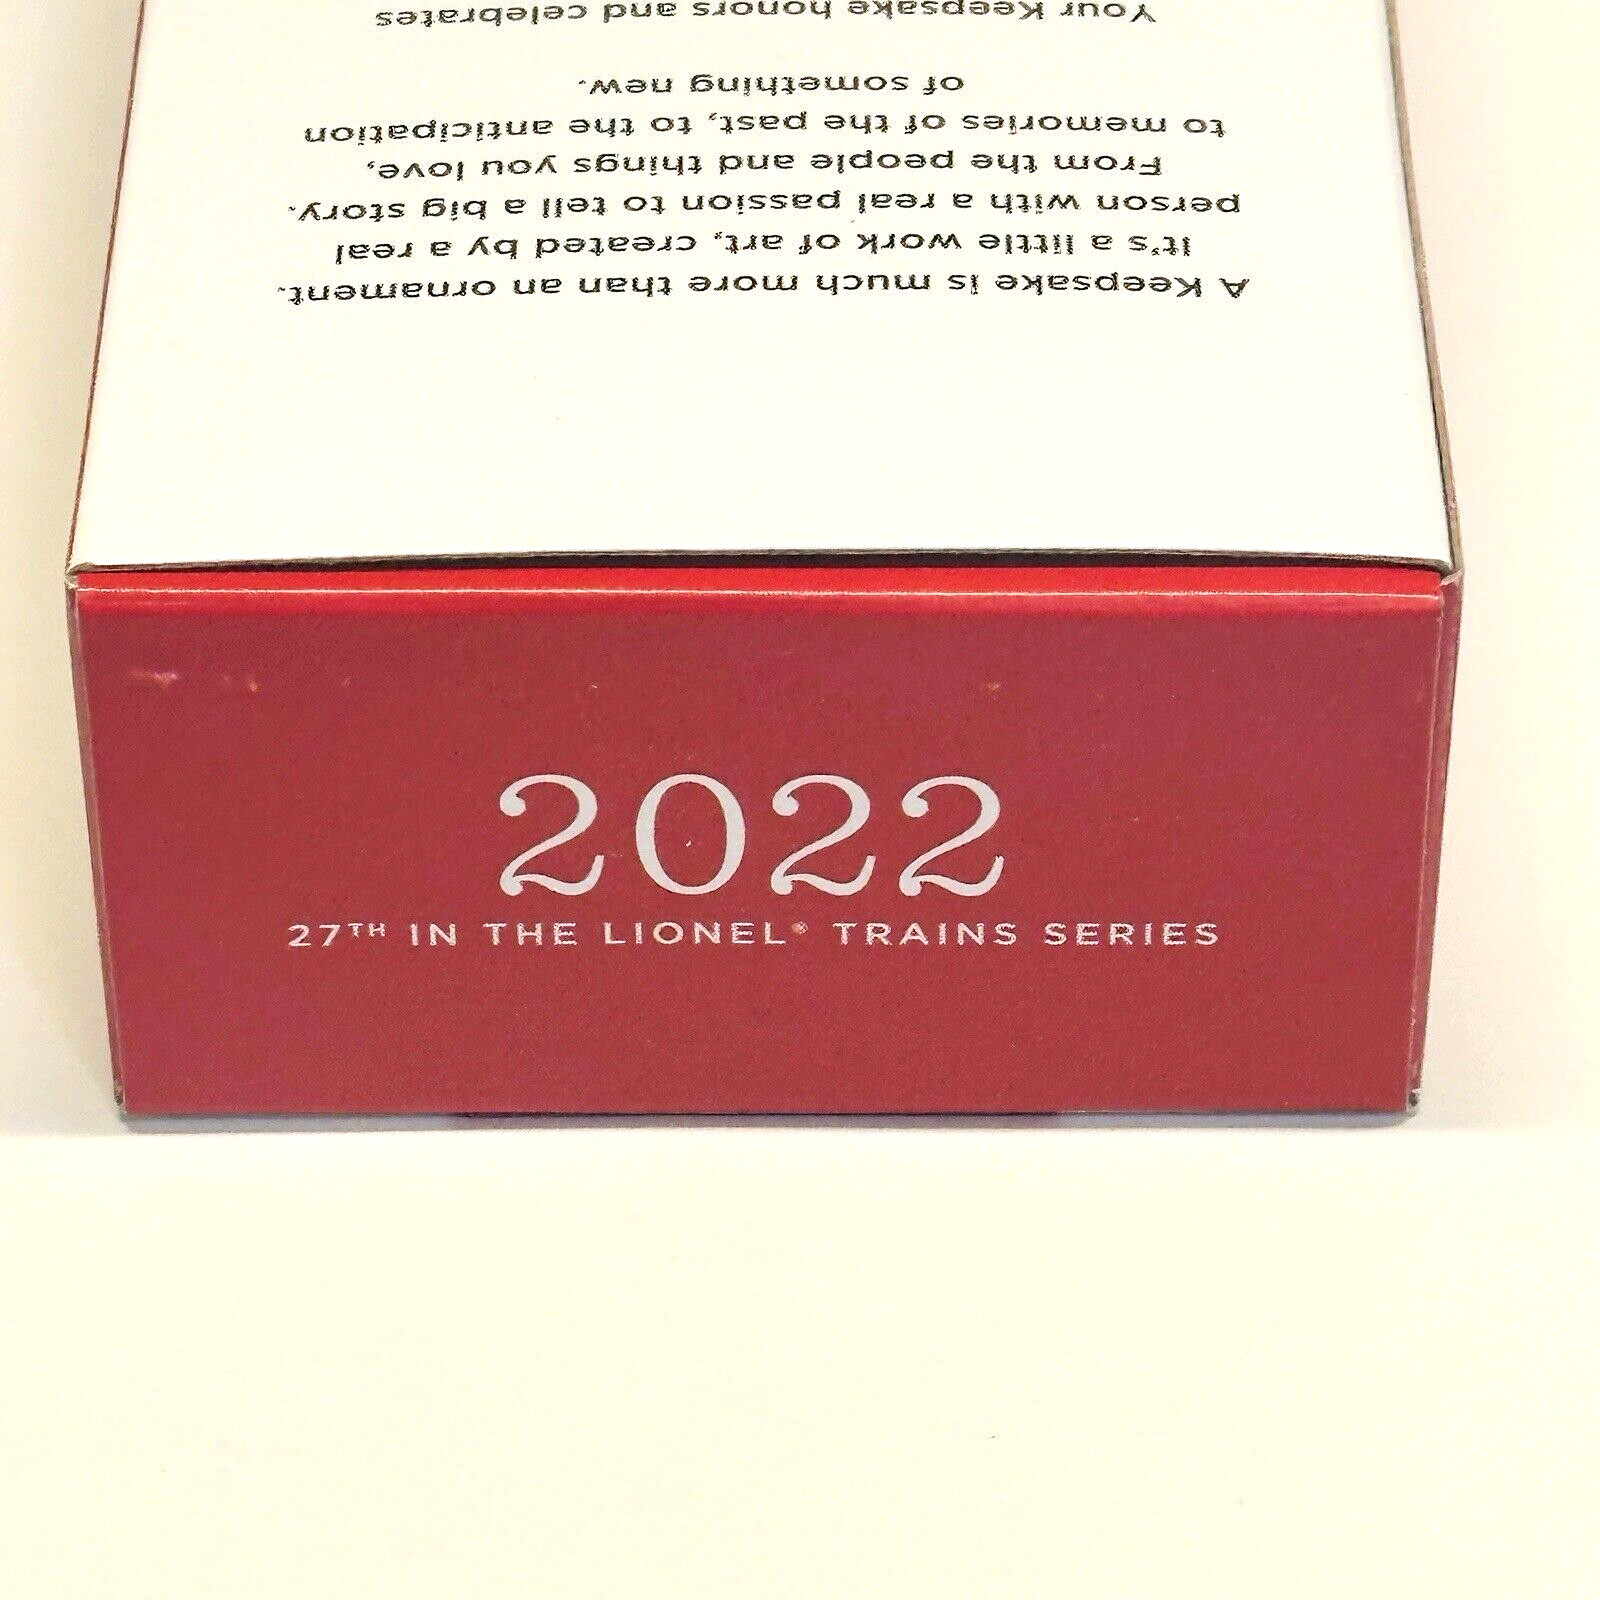 A Keepsake is much more than an ornament.
It's a little work of art, created by a real
person with a real passion to tell a big story.
From the people and things you love,
to memories of the past, to the anticipation
of something new.
Your Keepsake honors and celebrates
2022
27TH IN THE LIONEL® TRAINS SERIES